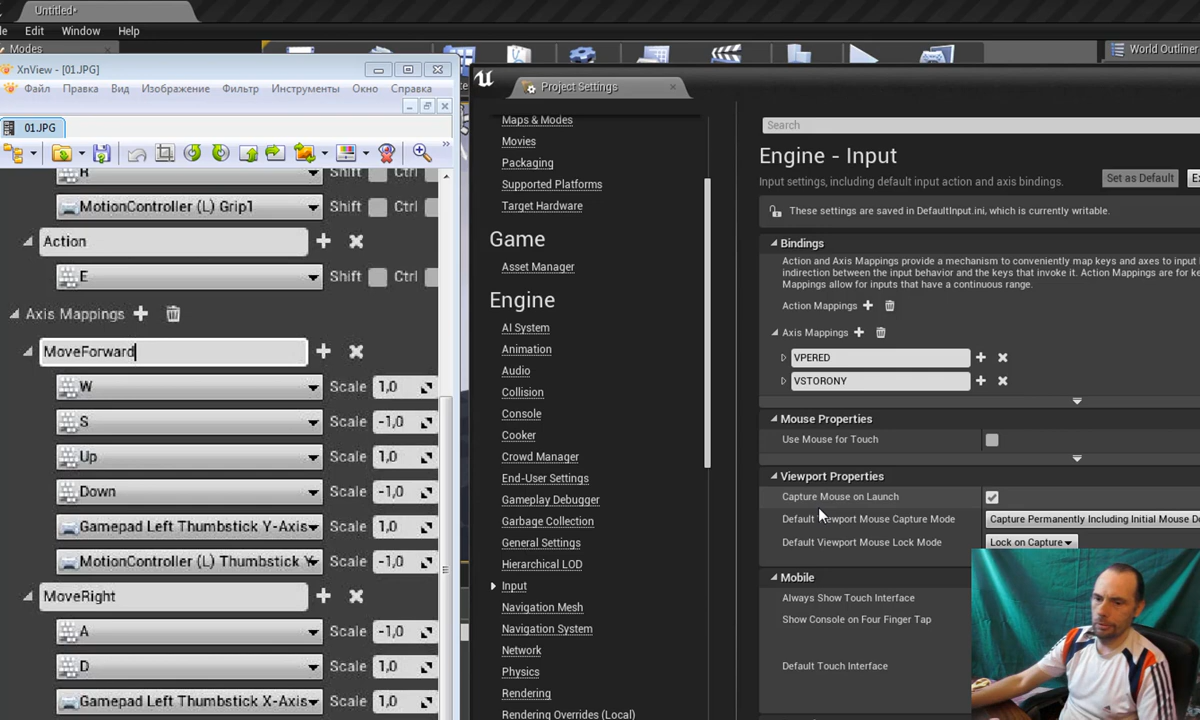 Untitled*
Edit Window Help
Modes
World Outliner
XnView - [01.JPG]
Файл Правка Вид Изображение Фильтр Инструменты Окно Справка
01.JPG
R Shift Ctrl
MotionController (L) Grip1 Shift Ctrl
Action
E Shift Ctrl
Axis Mappings
MoveForward
W Scale 1,0
S Scale -1,0
Up Scale 1,0
Down Scale -1,0
Gamepad Left Thumbstick Y-Axis Scale 1,0
MotionController (L) Thumbstick Y Scale -1,0
MoveRight
A Scale -1,0
D Scale 1,0
Gamepad Left Thumbstick X-Axis Scale 1,0
Project Settings
Maps & Modes
Movies
Packaging
Supported Platforms
Target Hardware
Game
Asset Manager
Engine
AI System
Animation
Audio
Collision
Console
Cooker
Crowd Manager
End-User Settings
Gameplay Debugger
Garbage Collection
General Settings
Hierarchical LOD
Input
Navigation Mesh
Navigation System
Network
Physics
Rendering
Rendering Overrides (Local)
Search
Engine - Input
Input settings, including default input action and axis bindings.
Set as Default
These settings are saved in DefaultInput.ini, which is currently writable.
Bindings
Action and Axis Mappings provide a mechanism to conveniently map keys and axes to input
indirection between the input behavior and the keys that invoke it. Action Mappings are for
Mappings allow for inputs that have a continuous range.
Action Mappings
Axis Mappings
VPERED
VSTORONY
Mouse Properties
Use Mouse for Touch
Viewport Properties
Capture Mouse on Launch
Default Viewport Mouse Capture Mode Capture Permanently Including Initial Mouse
Default Viewport Mouse Lock Mode Lock on Capture
Mobile
Always Show Touch Interface
Show Console on Four Finger Tap
Default Touch Interface